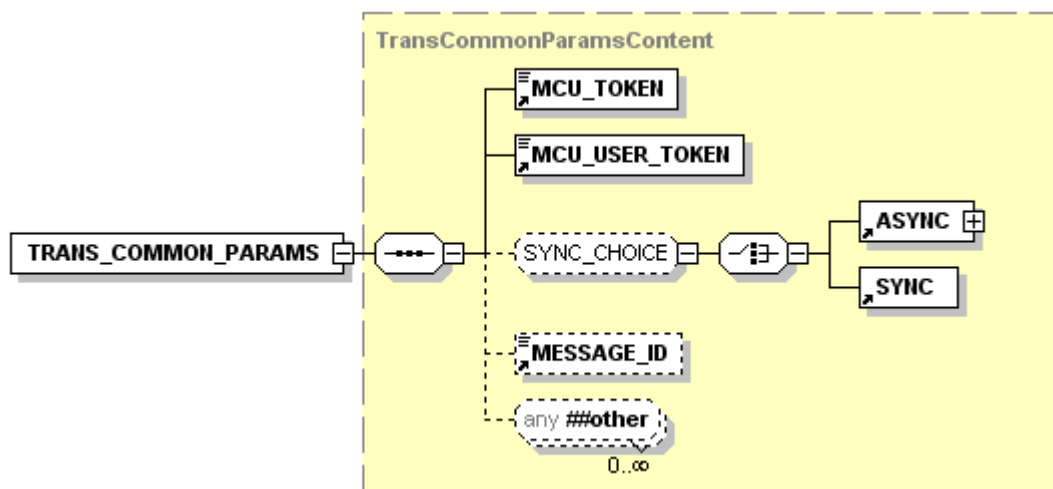 TransCommonParamsContent
MCU_TOKEN
MCU_USER_TOKEN
TRANS_COMMON_PARAMS
SYNC_CHOICE
ASYNC
SYNC
MESSAGE_ID
any ##other
0..∞